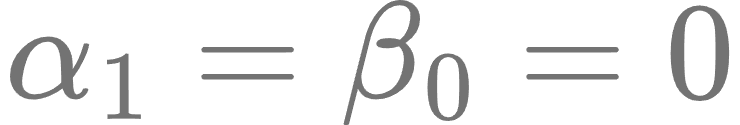 α₁ = β₀ = 0